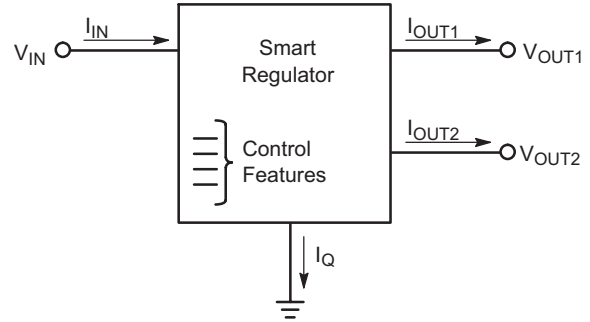 I_IN
V_IN
Smart
Regulator
I_OUT1
V_OUT1
I_OUT2
V_OUT2
Control
Features
I_Q